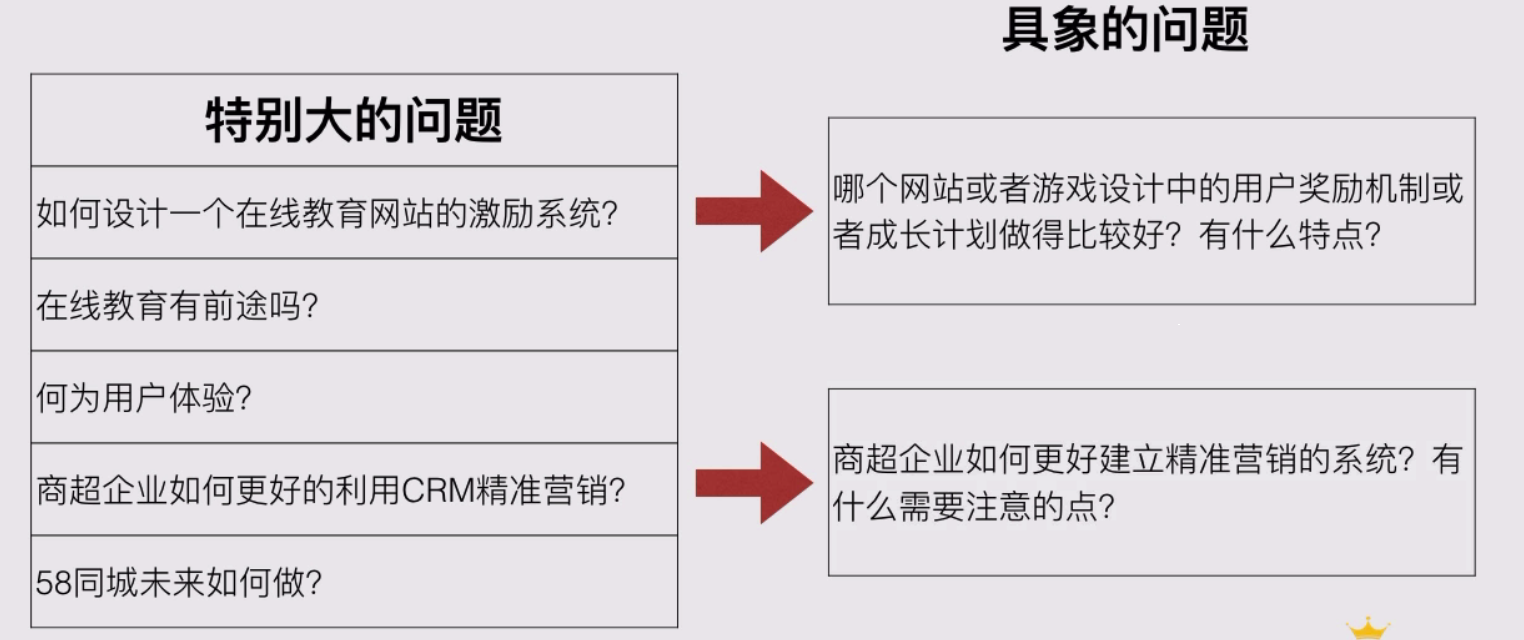 具象的问题
特别大的问题
如何设计一个在线教育网站的激励系统？
在线教育有前途吗？
何为用户体验？
商超企业如何更好的利用CRM精准营销？
58同城未来如何做？
哪个网站或者游戏设计中的用户奖励机制或
者成长计划做得比较好？有什么特点？
商超企业如何更好建立精准营销的系统？有
什么需要注意的点？